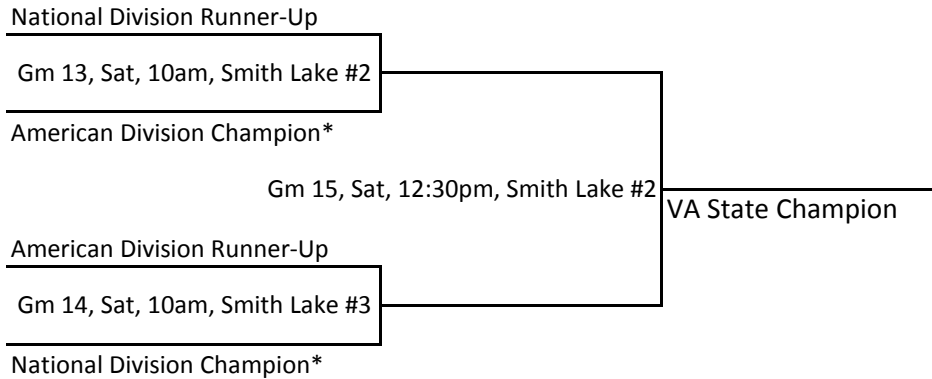 National Division Runner-Up
Gm 13, Sat, 10am, Smith Lake #2
American Division Champion*
Gm 15, Sat, 12:30pm, Smith Lake #2
VA State Champion
American Division Runner-Up
Gm 14, Sat, 10am, Smith Lake #3
National Division Champion*